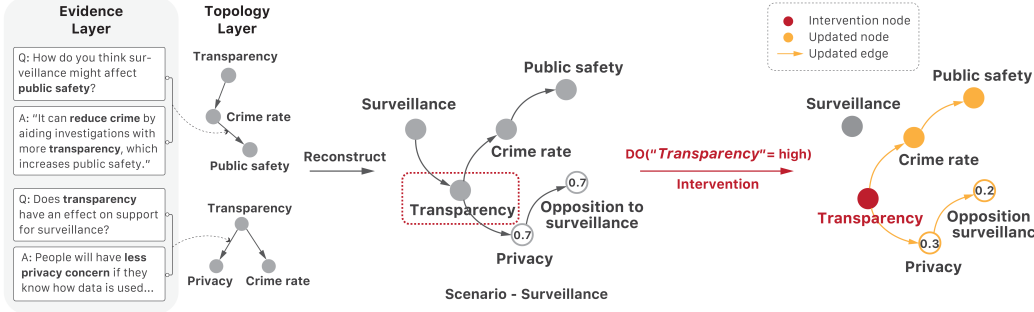 Evidence
Layer
Q: How do you think sur-
veillance might affect
public safety?
A: “It can reduce crime by
aiding investigations with
more transparency, which
increases public safety.”
Q: Does transparency
have an effect on support
for surveillance?
A: People will have less
privacy concern if they
know how data is used...
Topology
Layer
Transparency
Crime rate
Public safety
Transparency
Privacy
Crime rate
Reconstruct
Surveillance
Public safety
Crime rate
Transparency
0.7
Opposition to
surveillance
0.7
Privacy
Scenario - Surveillance
DO(“Transparency“= high)
Intervention
Intervention node
Updated node
Updated edge
Public safety
Surveillance
Crime rate
Transparency
0.2
Opposition
surveillanc
0.3
Privacy